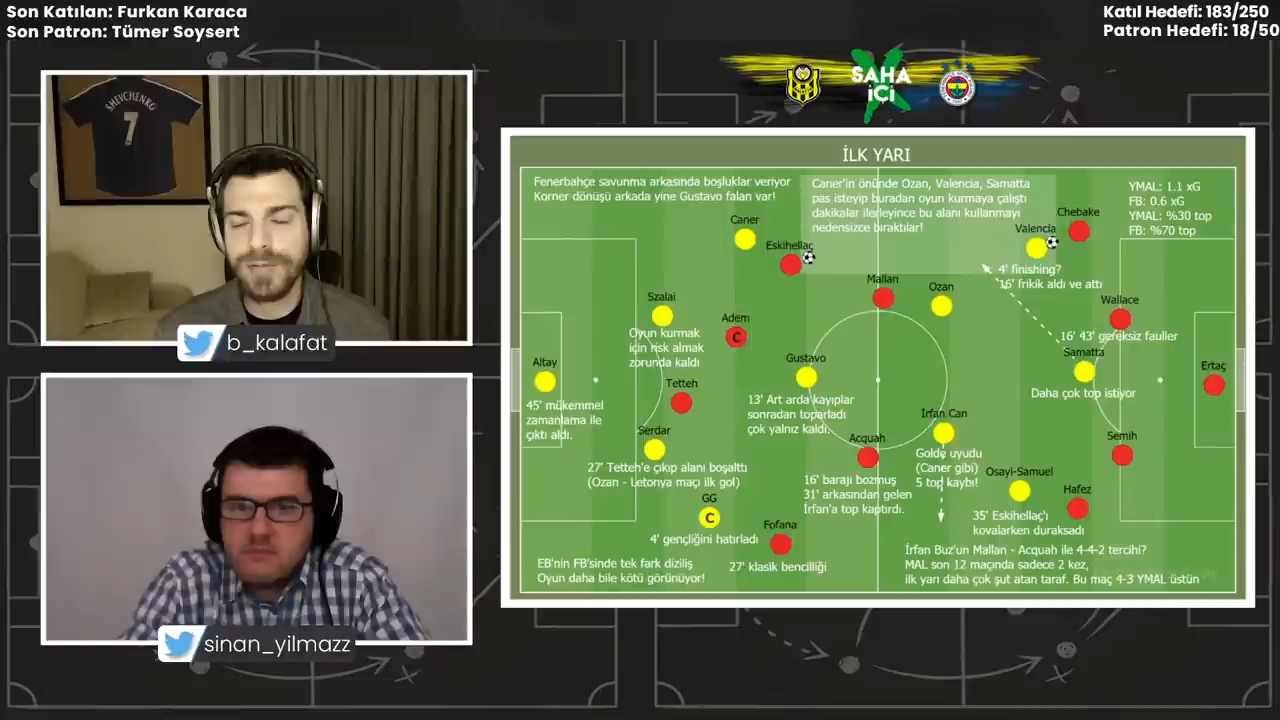 Son Katılan: Furkan Karaca
Son Patron: Tümer Soysert
Katıl Hedefi: 183/250
Patron Hedefi: 18/50
SAHA
İÇİ
SHEVCHENKO
7
b_kalafat
sinan_yilmazz
İLK YARI
Fenerbahçe savunma arkasında boşluklar veriyor
Korner dönüşü arkada yine Gustavo falan var!
Caner'in önünde Ozan, Valencia, Samatta
pas isteyip buradan oyun kurmaya çalıştı
dakikalar ilerleyince bu alanı kullanmayı
nedensizce bıraktılar!
YMAL: 1.1 xG
FB: 0.6 xG
YMAL: %30 top
FB: %70 top
Chebake
Caner
Valencia
Eskihellaç
4' finishing?
16' frikik aldı ve attı
Mallan
Ozan
Szalai
Wallace
Adem
C
Oyun kurmak
için risk almak
zorunda kaldı
16' 43' gereksiz fauller
Samatta
Altay
Gustavo
Ertaç
Tetteh
Daha çok top istiyor
45' mükemmel
zamanlama ile
çıktı aldı.
13' Art arda kayıplar
sonradan toparladı
çok yalnız kaldı.
İrfan Can
Serdar
Acquah
Semih
Golde uyudu
(Caner gibi)
5 top kaybı!
27' Tetten'e çıkıp alanı boşalttı
(Ozan - Letonya maçı ilk gol)
Osayi-Samuel
16' barajı bozmuş
31' arkasından gelen
İrfan'a top kaptırdı.
Hafez
GG
C
35' Eskihellaç'ı
kovalarken duraksadı
Fofana
4' gençliğini hatırladı
27' klasik bencilliği
EB'nin FB'sinde tek fark diziliş
Oyun daha bile kötü görünüyor!
İrfan Buz'un Mallan - Acquah ile 4-4-2 tercihi?
MAL son 12 maçında sadece 2 kez,
ilk yarı daha çok şut atan taraf. Bu maç 4-3 YMAL üstün